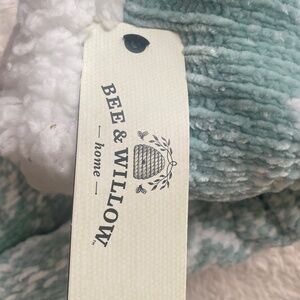 BEE & WILLOW
— home —